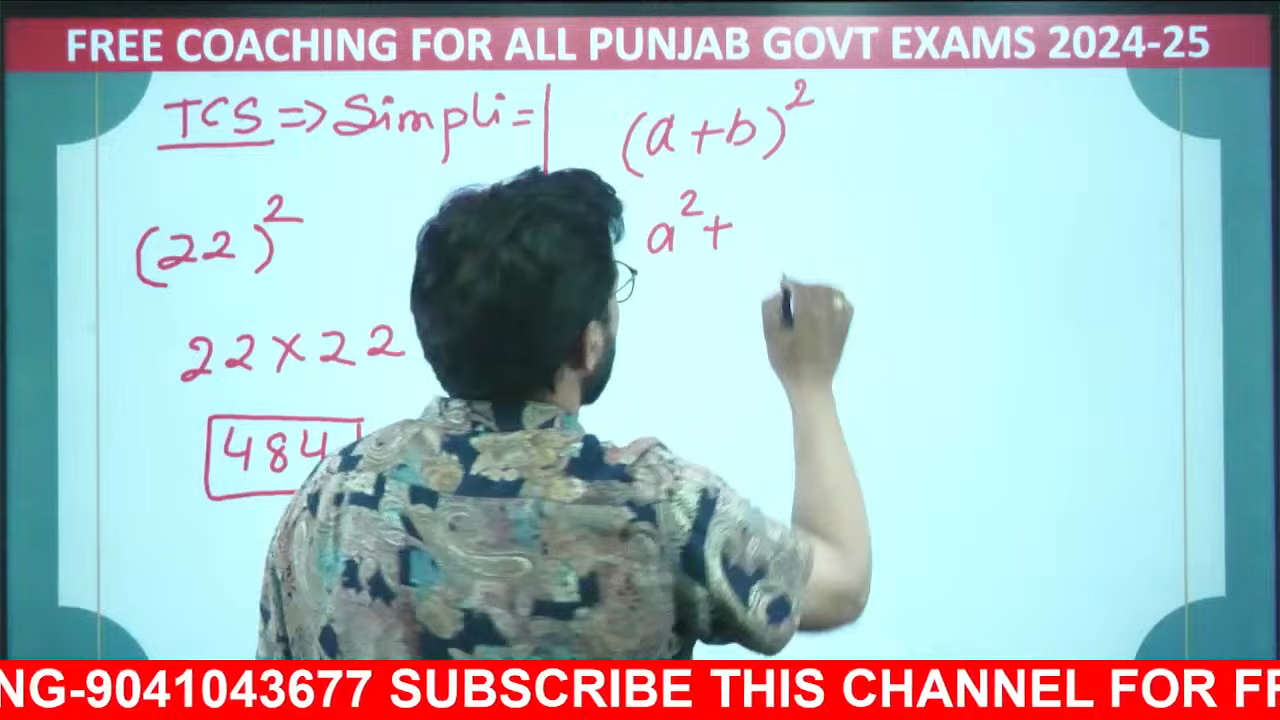 FREE COACHING FOR ALL PUNJAB GOVT EXAMS 2024-25
TCS => Simpli =
(22)²
22 × 22
484
(a + b)²
a² +
NG-9041043677 SUBSCRIBE THIS CHANNEL FOR